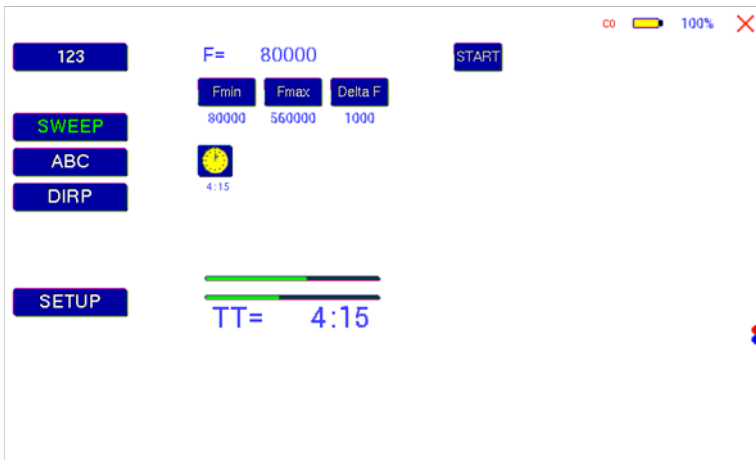 C0 100%
123 F= 80000 START
Fmin Fmax Delta F
80000 560000 1000
SWEEP
ABC
4:15
DIRP
SETUP
TT= 4:15